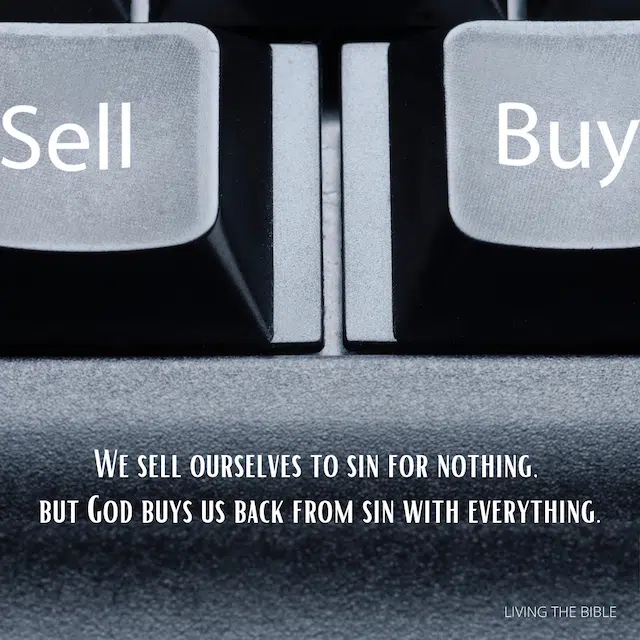 Sell
Buy
We sell ourselves to sin for nothing.
but God buys us back from sin with everything.
LIVING THE BIBLE